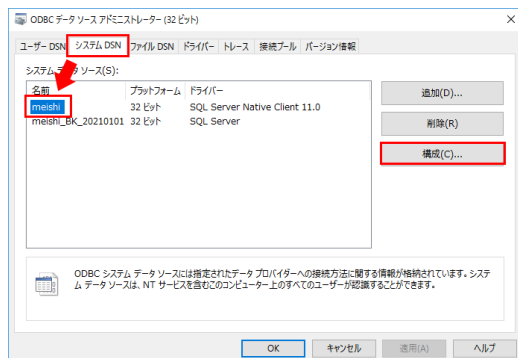 ODBC データ ソース アドミニストレーター (32 ビット)
ユーザー DSN システム DSN ファイル DSN ドライバー トレース 接続プール バージョン情報
システム データ ソース(S):
名前 プラットフォーム ドライバー
meishi 32 ビット SQL Server Native Client 11.0
meishi_BK_20210101 32 ビット SQL Server
追加(D)...
削除(R)
構成(C)...
ODBC システム データ ソースには指定されたデータ プロバイダーへの接続方法に関する情報が格納されています。システ
ム データ ソースは、NT サービスを含むこのコンピューター上のすべてのユーザーが認識することができます。
OK キャンセル 適用(A) ヘルプ